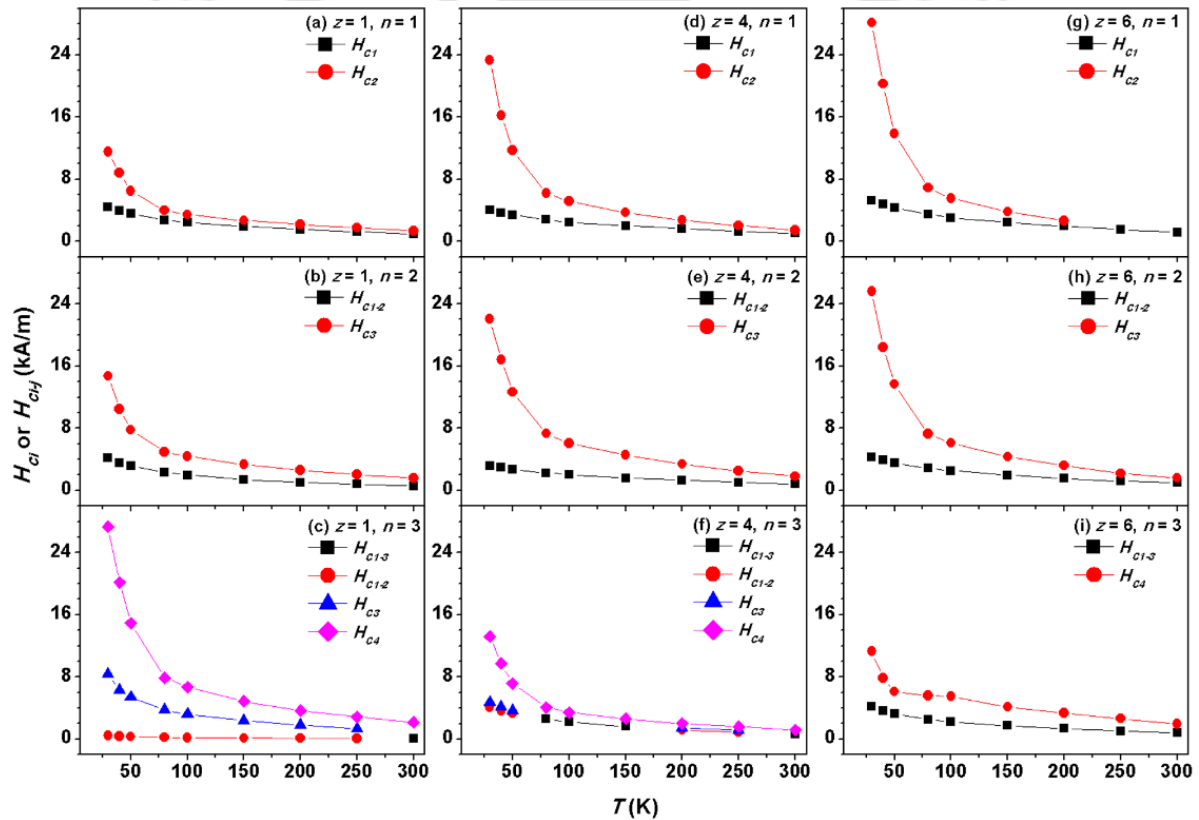 (a) z = 1, n = 1
H_C1
H_C2
(d) z = 4, n = 1
H_C1
H_C2
(g) z = 6, n = 1
H_C1
H_C2
28
24
20
16
12
8
4
0
(b) z = 1, n = 2
H_C1-2
H_C3
(e) z = 4, n = 2
H_C1-2
H_C3
(h) z = 6, n = 2
H_C1-2
H_C3
24
16
8
0
(c) z = 1, n = 3
H_C1-3
H_C1-2
H_C3
H_C4
(f) z = 4, n = 3
H_C1-3
H_C1-2
H_C3
H_C4
(i) z = 6, n = 3
H_C1-3
H_C4
24
16
8
0
H_Ci or H_Ci-j (kA/m)
50 100 150 200 250 300
50 100 150 200 250 300
50 100 150 200 250 300
T (K)